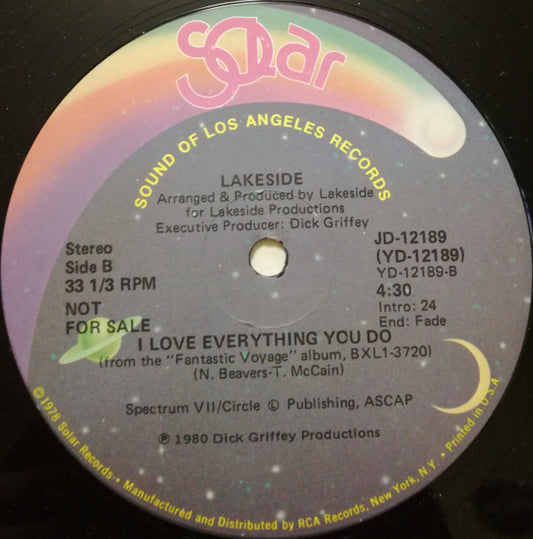 Solar
SOUND OF LOS ANGELES RECORDS
LAKESIDE
Arranged & Produced by Lakeside
for Lakeside Productions
Executive Producer: Dick Griffey
Stereo
Side B
33 1/3 RPM
NOT
FOR SALE
JD-12189
(YD-12189)
YD-12189-B
4:30
Intro: 24
End: Fade
I LOVE EVERYTHING YOU DO
(from the "Fantastic Voyage" album, BXL1-3720)
(N. Beavers-T. McCain)
Spectrum VII/Circle Ⓛ Publishing, ASCAP
℗ 1980 Dick Griffey Productions
© 1978 Solar Records • Manufactured and Distributed by RCA Records, New York, N.Y. • Printed in U.S.A.